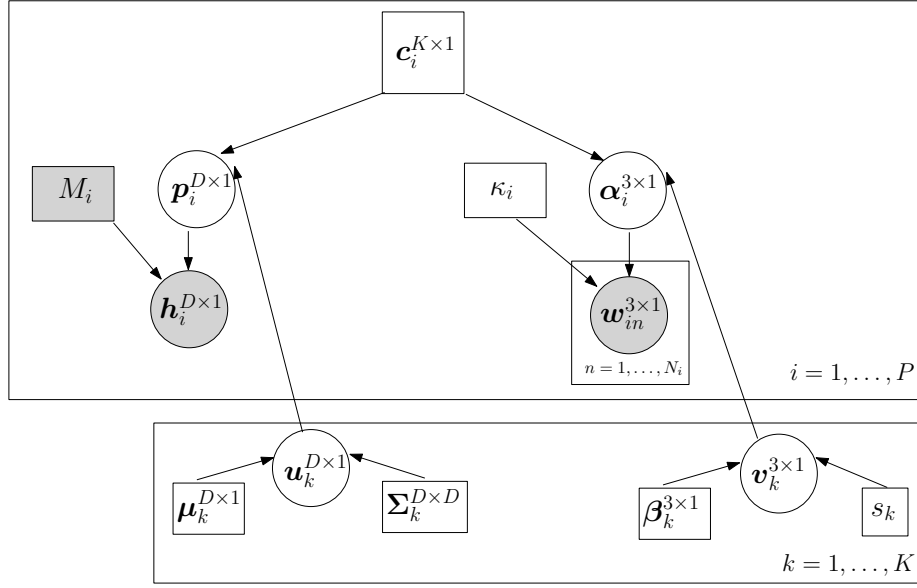 c_i^{K×1}
M_i
p_i^{D×1}
κ_i
α_i^{3×1}
h_i^{D×1}
w_{in}^{3×1}
n = 1, . . . , N_i
i = 1, . . . , P
u_k^{D×1}
v_k^{3×1}
μ_k^{D×1}
Σ_k^{D×D}
β_k^{3×1}
s_k
k = 1, . . . , K